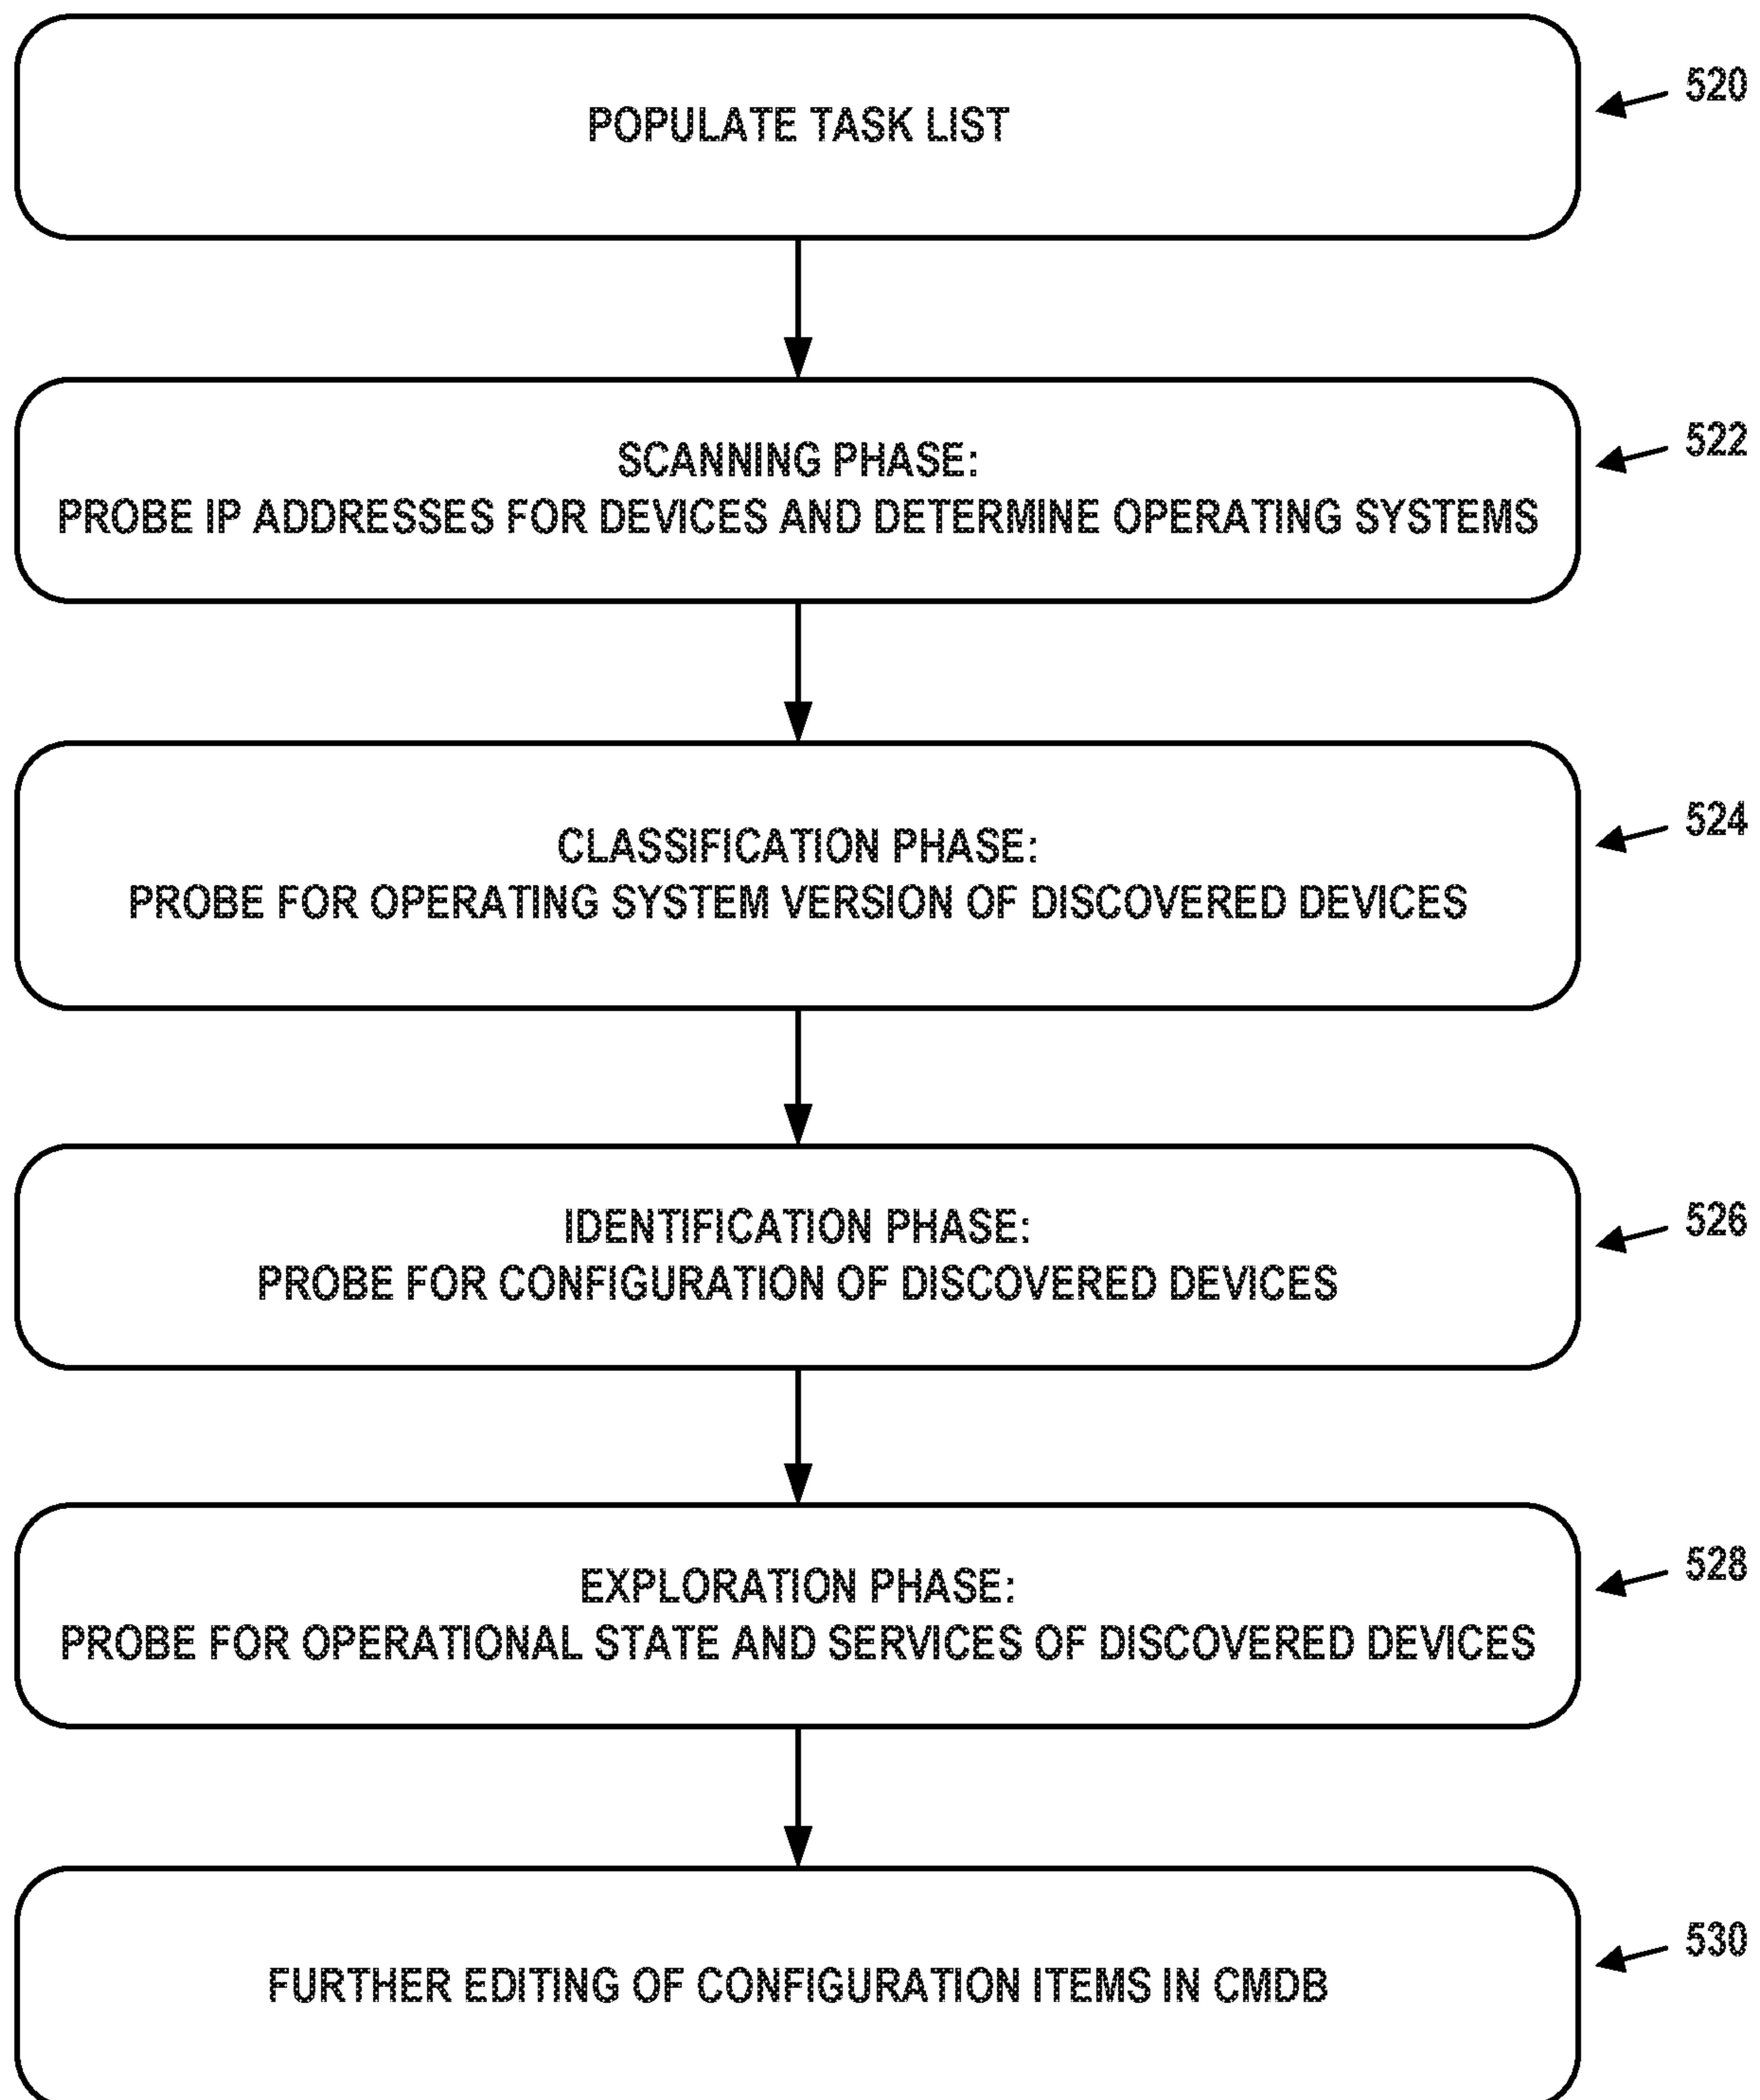 POPULATE TASK LIST
520
SCANNING PHASE:
PROBE IP ADDRESSES FOR DEVICES AND DETERMINE OPERATING SYSTEMS
522
CLASSIFICATION PHASE:
PROBE FOR OPERATING SYSTEM VERSION OF DISCOVERED DEVICES
524
IDENTIFICATION PHASE:
PROBE FOR CONFIGURATION OF DISCOVERED DEVICES
526
EXPLORATION PHASE:
PROBE FOR OPERATIONAL STATE AND SERVICES OF DISCOVERED DEVICES
528
FURTHER EDITING OF CONFIGURATION ITEMS IN CMDB
530